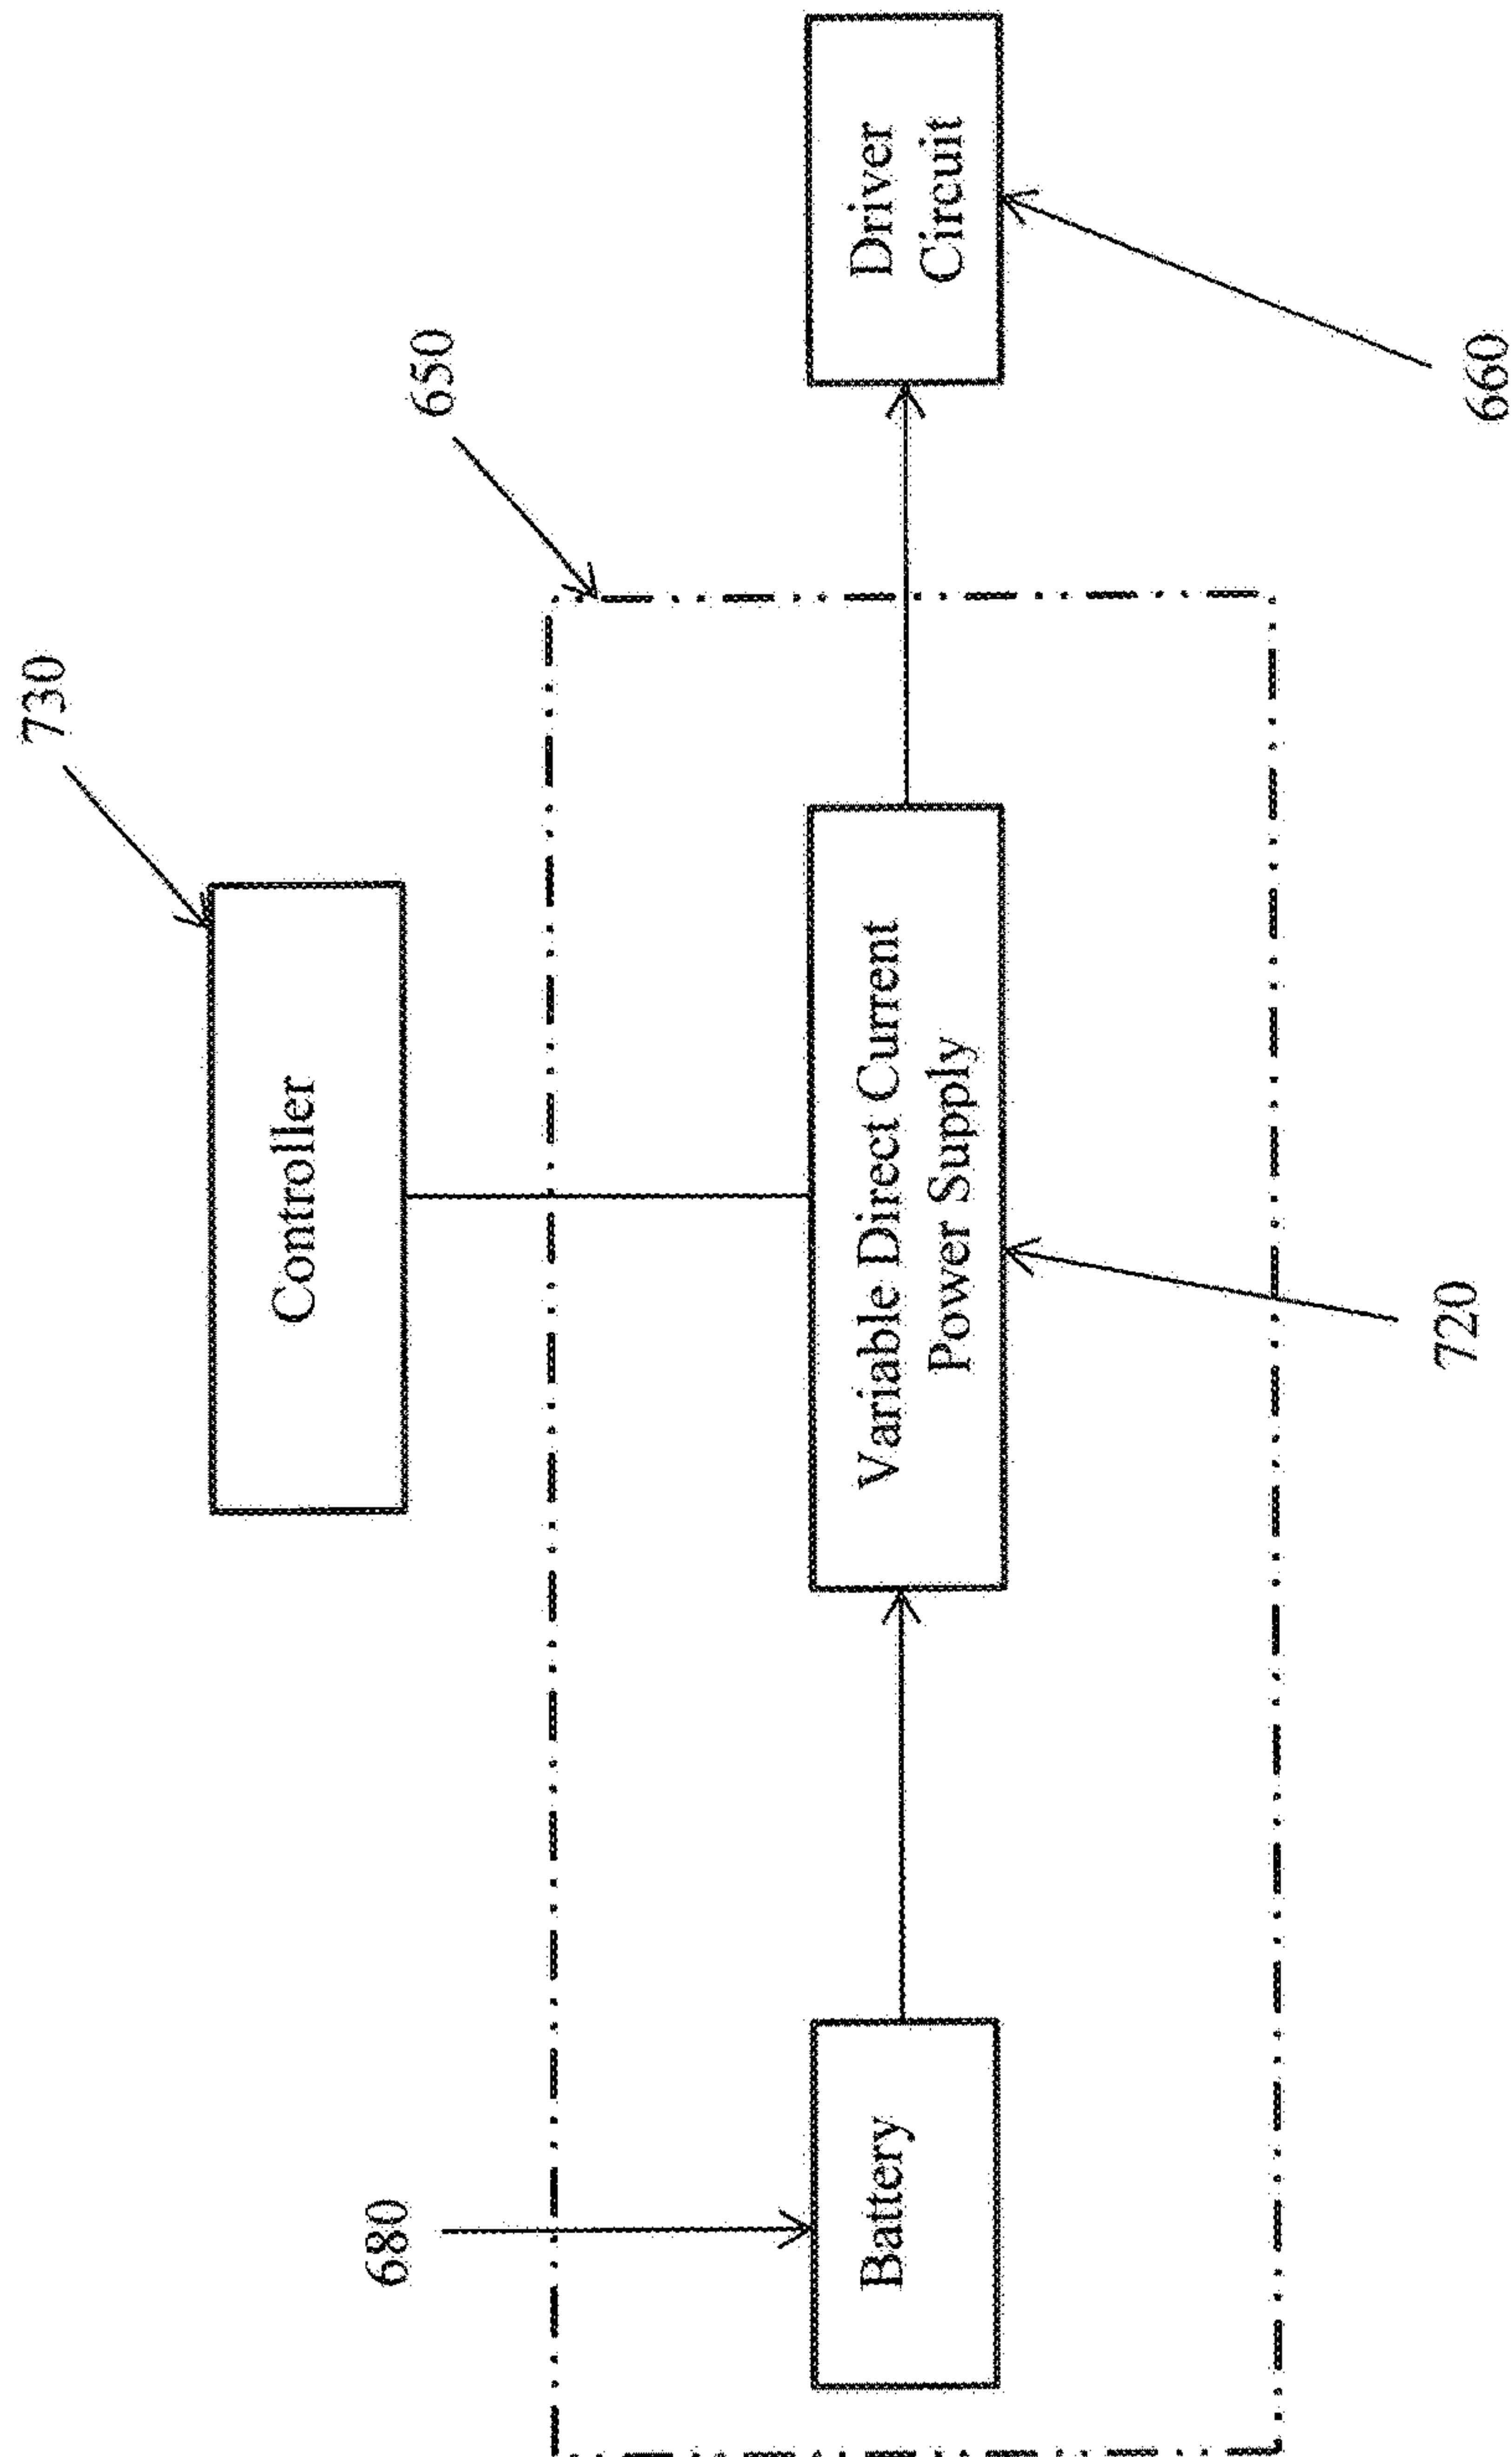 730
Controller
650
680
Battery
Variable Direct Current
Power Supply
Driver
Circuit
720
660